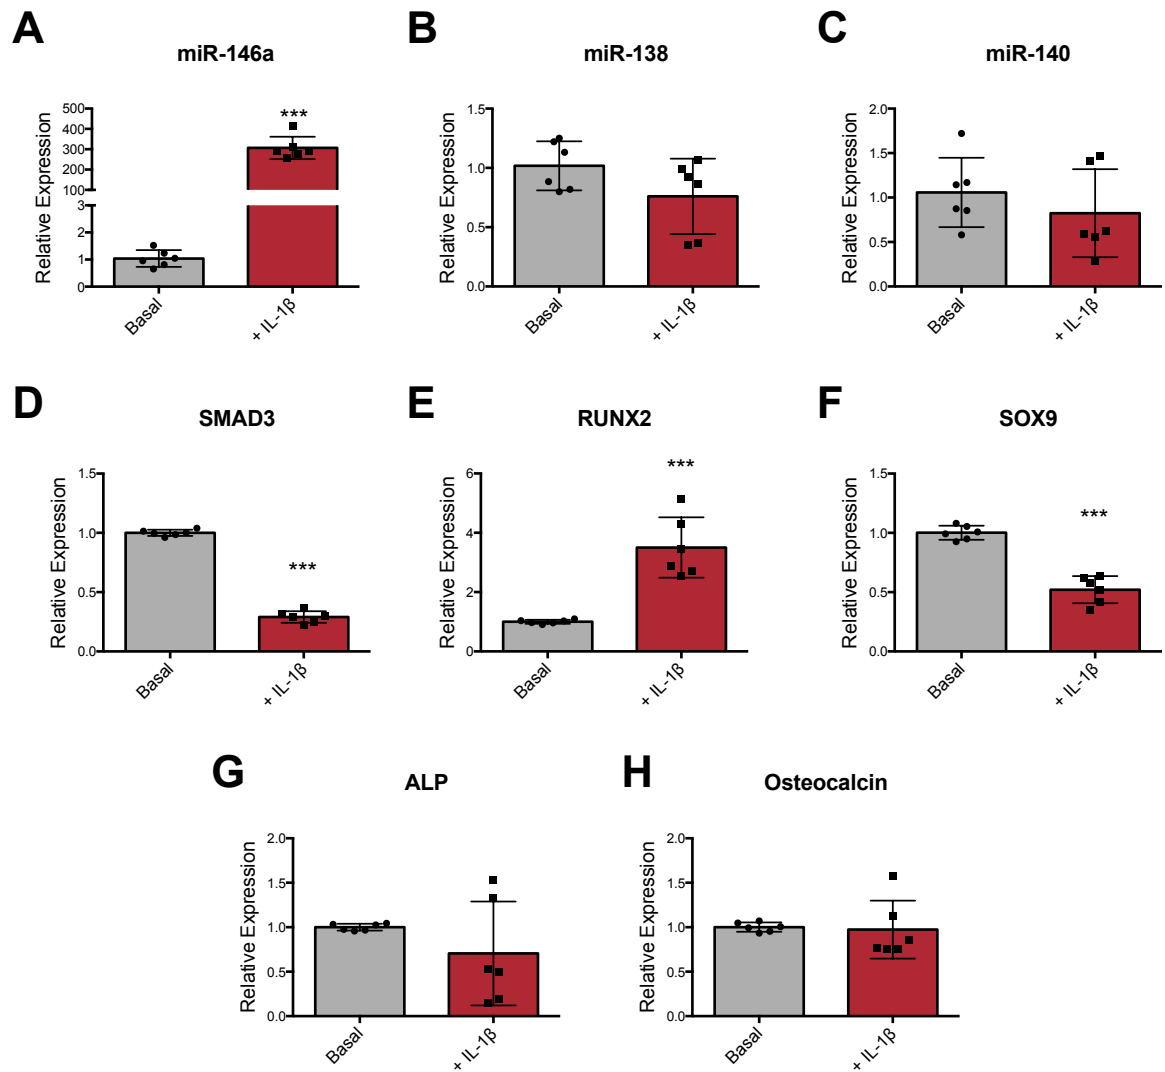 A
miR-146a
Relative Expression
500
400
300
200
100
3
2
1
0
***
Basal
+ IL-1β
B
miR-138
Relative Expression
1.5
1.0
0.5
0.0
Basal
+ IL-1β
C
miR-140
Relative Expression
2.0
1.5
1.0
0.5
0.0
Basal
+ IL-1β
D
SMAD3
Relative Expression
1.5
1.0
0.5
0.0
***
Basal
+ IL-1β
E
RUNX2
Relative Expression
6
4
2
0
***
Basal
+ IL-1β
F
SOX9
Relative Expression
1.5
1.0
0.5
0.0
***
Basal
+ IL-1β
G
ALP
Relative Expression
2.0
1.5
1.0
0.5
0.0
Basal
+ IL-1β
H
Osteocalcin
Relative Expression
2.0
1.5
1.0
0.5
0.0
Basal
+ IL-1β